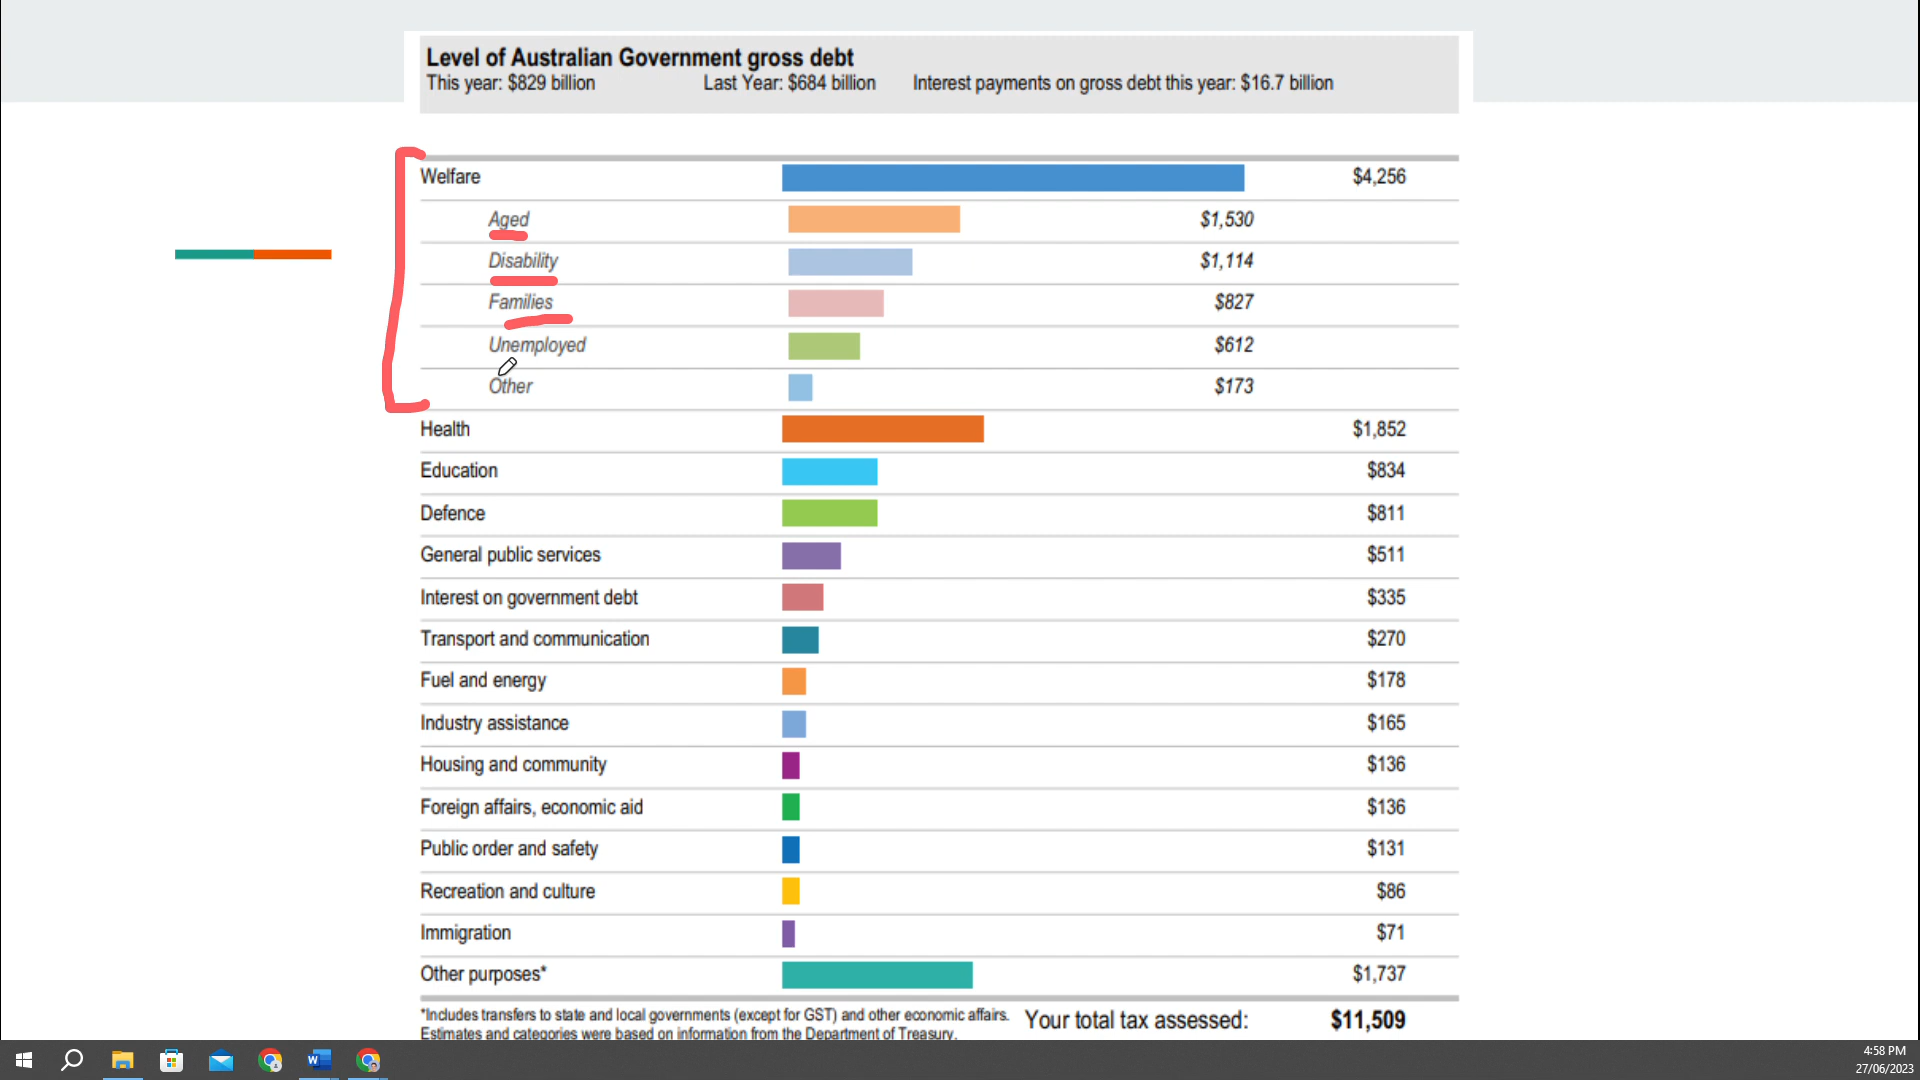 Level of Australian Government gross debt
This year: $829 billion Last Year: $684 billion Interest payments on gross debt this year: $16.7 billion
Welfare $4,256
Aged $1,530
Disability $1,114
Families $827
Unemployed $612
Other $173
Health $1,852
Education $834
Defence $811
General public services $511
Interest on government debt $335
Transport and communication $270
Fuel and energy $178
Industry assistance $165
Housing and community $136
Foreign affairs, economic aid $136
Public order and safety $131
Recreation and culture $86
Immigration $71
Other purposes* $1,737
*Includes transfers to state and local governments (except for GST) and other economic affairs.
Estimates and categories were based on information from the Department of Treasury.
Your total tax assessed: $11,509
4:58 PM
27/06/2023